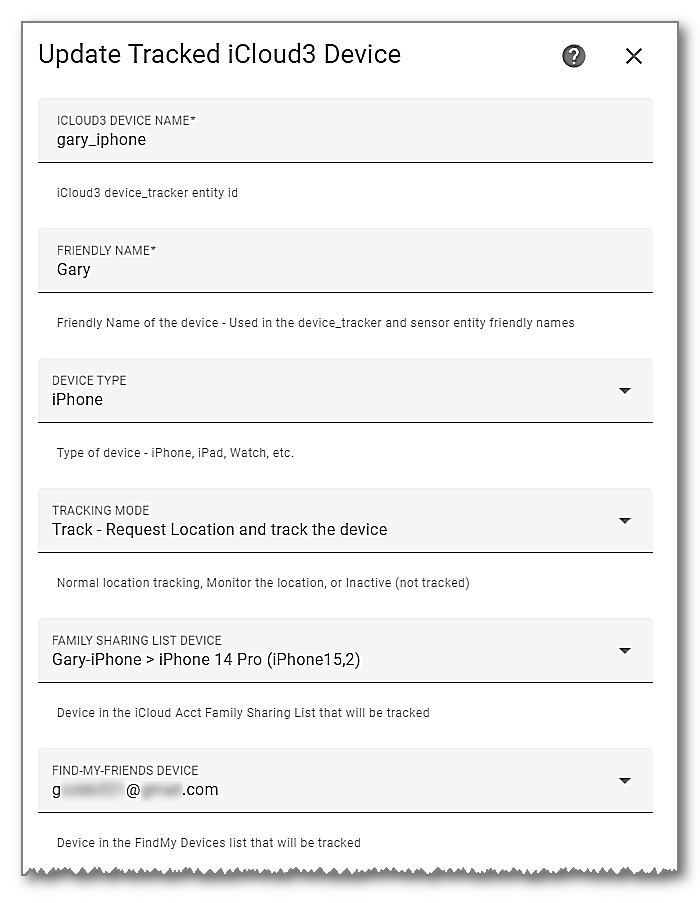 Update Tracked iCloud3 Device
ICLOUD3 DEVICE NAME*
gary_iphone
iCloud3 device_tracker entity id
FRIENDLY NAME*
Gary
Friendly Name of the device - Used in the device_tracker and sensor entity friendly names
DEVICE TYPE
iPhone
Type of device - iPhone, iPad, Watch, etc.
TRACKING MODE
Track - Request Location and track the device
Normal location tracking, Monitor the location, or Inactive (not tracked)
FAMILY SHARING LIST DEVICE
Gary-iPhone > iPhone 14 Pro (iPhone15,2)
Device in the iCloud Acct Family Sharing List that will be tracked
FIND-MY-FRIENDS DEVICE
g @ .com
Device in the FindMy Devices list that will be tracked